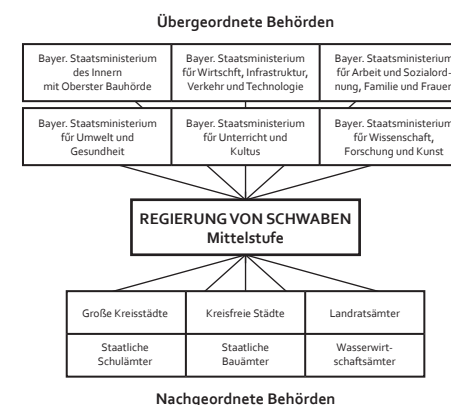 Übergeordnete Behörden
Bayer. Staatsministerium
des Innern
mit Oberster Bauhörde
Bayer. Staatsministerium
für Wirtschft, Infrastruktur,
Verkehr und Technologie
Bayer. Staatsministerium
für Arbeit und Sozialord-
nung, Familie und Frauen
Bayer. Staatsministerium
für Umwelt und
Gesundheit
Bayer. Staatsministerium
für Unterricht und
Kultus
Bayer. Staatsministerium
für Wissenschaft,
Forschung und Kunst
REGIERUNG VON SCHWABEN
Mittelstufe
Große Kreisstädte
Kreisfreie Städte
Landratsämter
Staatliche
Schulämter
Staatliche
Bauämter
Wasserwirt-
schaftsämter
Nachgeordnete Behörden